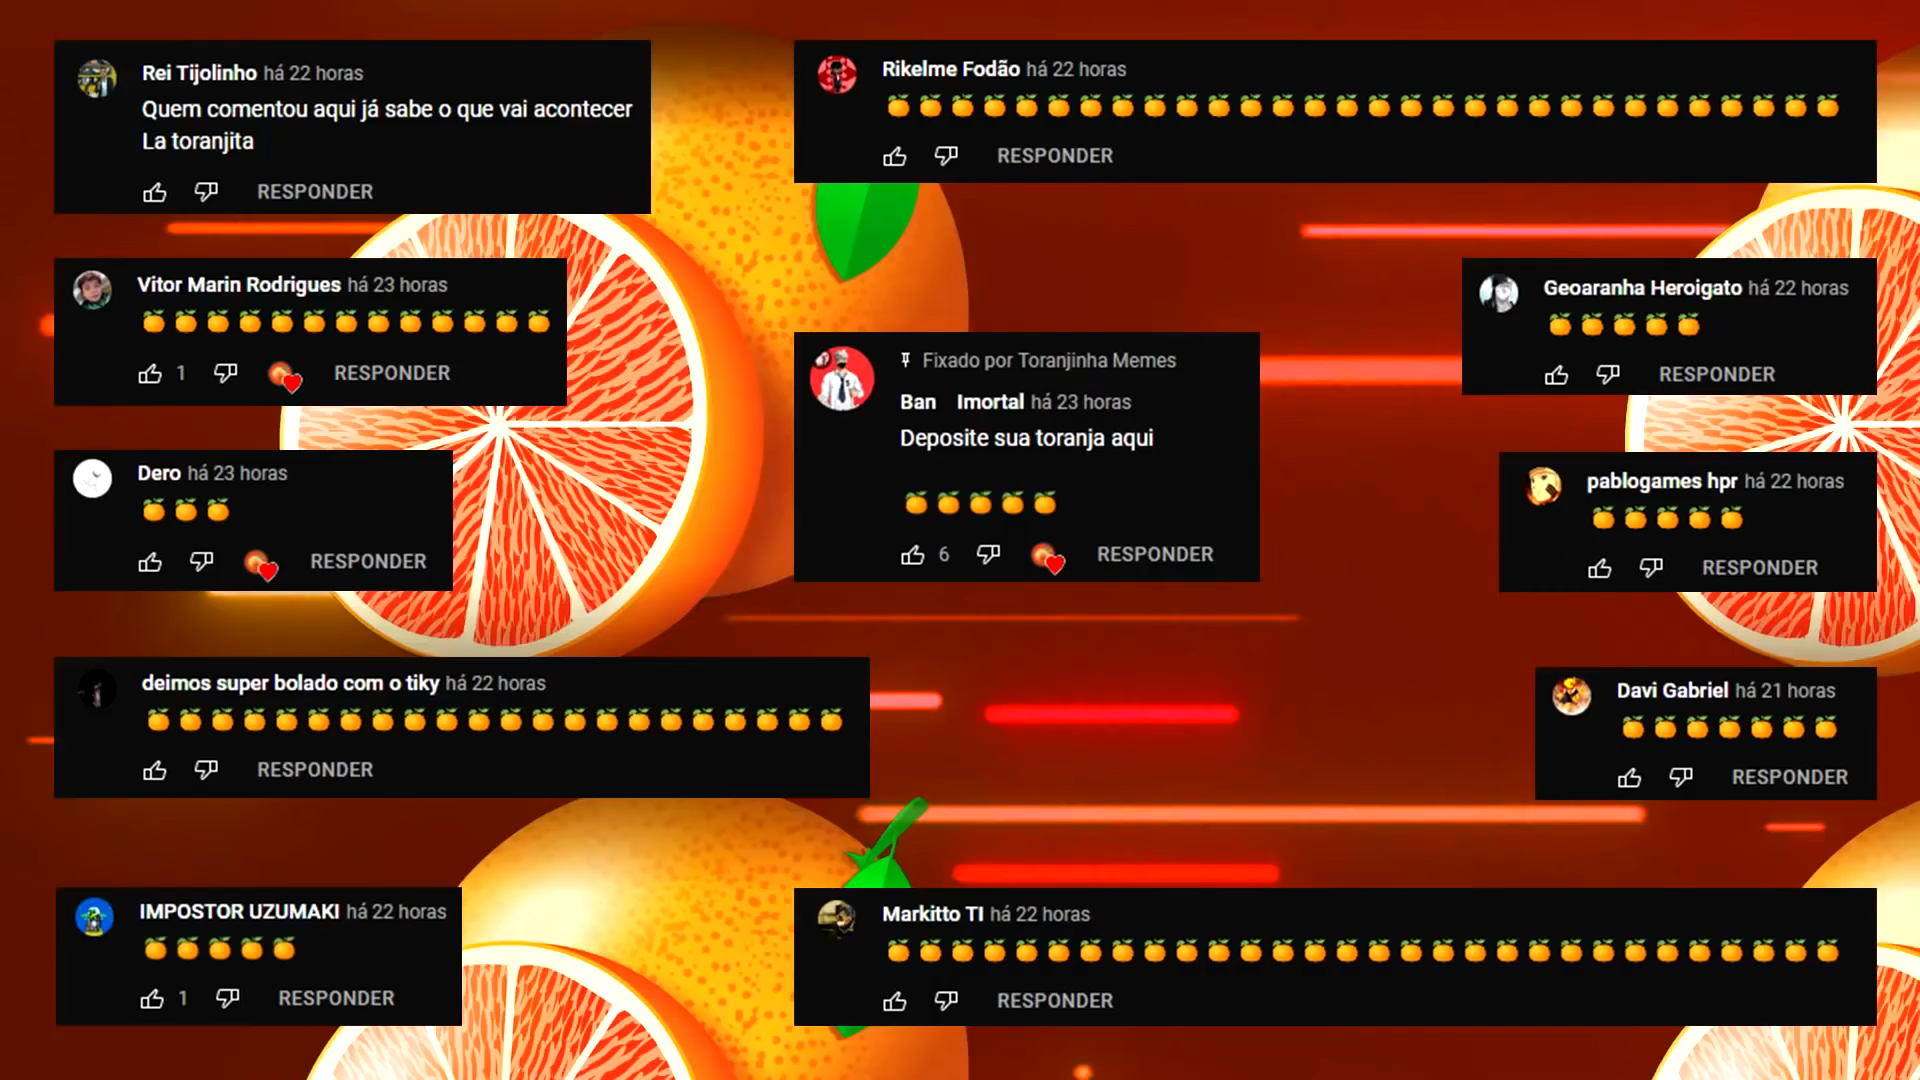 Rei Tijolinho há 22 horas
Quem comentou aqui já sabe o que vai acontecer
La toranjita
RESPONDER
Rikelme Fodão há 22 horas
🍊🍊🍊🍊🍊🍊🍊🍊🍊🍊🍊🍊🍊🍊🍊🍊🍊🍊🍊🍊🍊🍊🍊🍊🍊🍊🍊🍊🍊🍊
RESPONDER
Vitor Marin Rodrigues há 23 horas
🍊🍊🍊🍊🍊🍊🍊🍊🍊🍊🍊🍊🍊
1 RESPONDER
Dero há 23 horas
🍊🍊🍊
RESPONDER
Fixado por Toranjinha Memes
Ban Imortal há 23 horas
Deposite sua toranja aqui
🍊🍊🍊🍊🍊
6 RESPONDER
Geoaranha Heroigato há 22 horas
🍊🍊🍊🍊🍊
RESPONDER
pablogames hpr há 22 horas
🍊🍊🍊🍊🍊
RESPONDER
deimos super bolado com o tiky há 22 horas
🍊🍊🍊🍊🍊🍊🍊🍊🍊🍊🍊🍊🍊🍊🍊🍊🍊🍊🍊🍊🍊🍊
RESPONDER
Davi Gabriel há 21 horas
🍊🍊🍊🍊🍊🍊🍊
RESPONDER
IMPOSTOR UZUMAKI há 22 horas
🍊🍊🍊🍊🍊
1 RESPONDER
Markitto TI há 22 horas
🍊🍊🍊🍊🍊🍊🍊🍊🍊🍊🍊🍊🍊🍊🍊🍊🍊🍊🍊🍊🍊🍊🍊🍊🍊🍊🍊🍊🍊🍊
RESPONDER